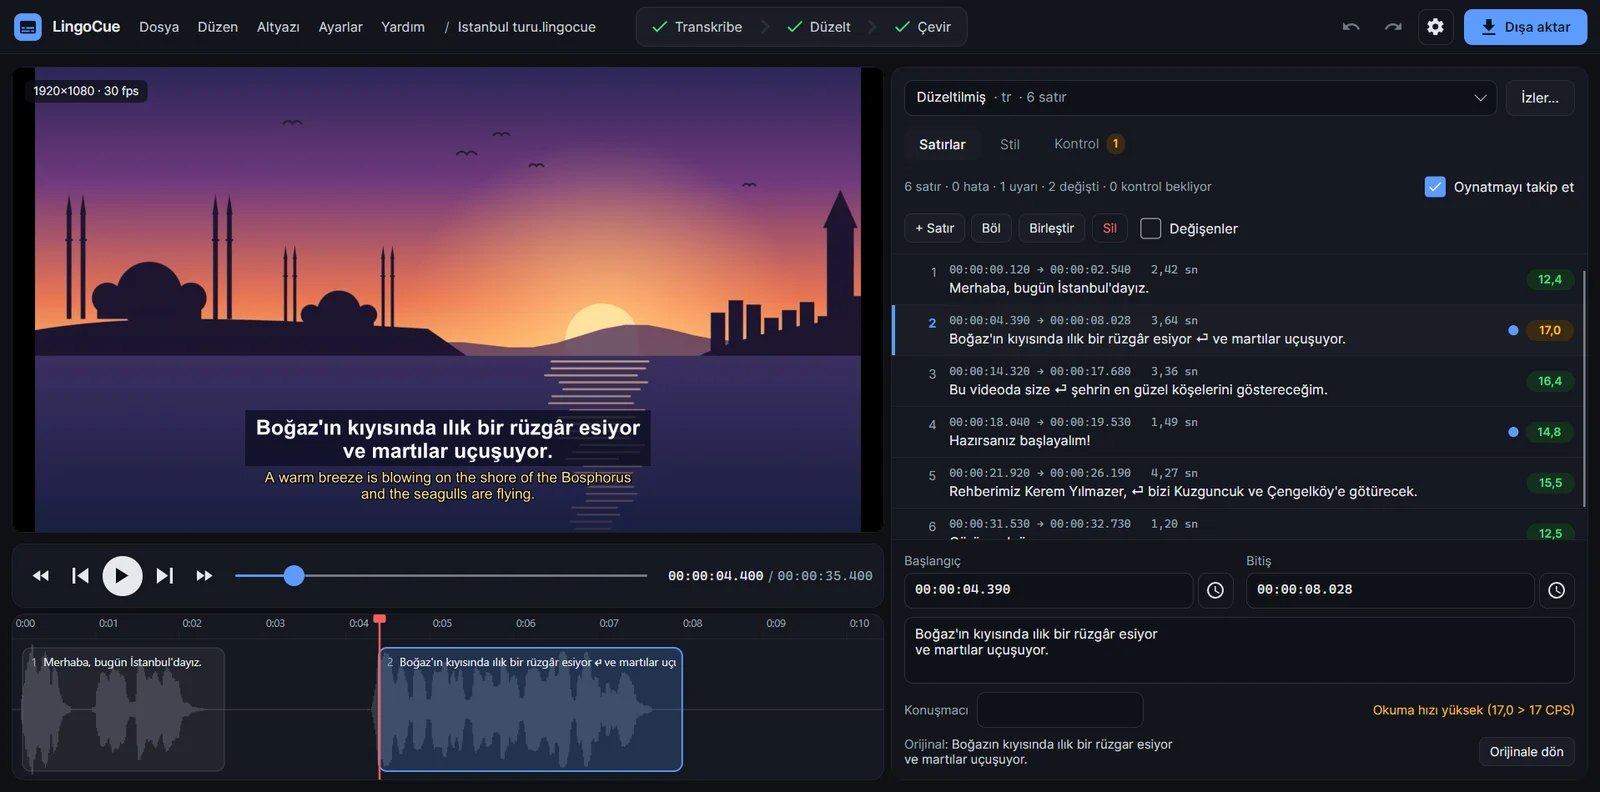 LingoCue Dosya Düzen Altyazı Ayarlar Yardım / Istanbul turu.lingocue
Transkribe Düzelt Çevir
Dışa aktar
1920×1080 · 30 fps
Boğaz'ın kıyısında ılık bir rüzgâr esiyor
ve martılar uçuşuyor.
A warm breeze is blowing on the shore of the Bosphorus
and the seagulls are flying.
00:00:04.400 / 00:00:35.400
0:00 0:01 0:02 0:03 0:04 0:05 0:06 0:07 0:08 0:09 0:10
1 Merhaba, bugün İstanbul'dayız.
2 Boğaz'ın kıyısında ılık bir rüzgâr esiyor ⏎ ve martılar uçu
Düzeltilmiş · tr · 6 satır
İzler...
Satırlar Stil Kontrol 1
6 satır · 0 hata · 1 uyarı · 2 değişti · 0 kontrol bekliyor
Oynatmayı takip et
+ Satır Böl Birleştir Sil Değişenler
1 00:00:00.120 → 00:00:02.540 2,42 sn
Merhaba, bugün İstanbul'dayız.
12,4
2 00:00:04.390 → 00:00:08.028 3,64 sn
Boğaz'ın kıyısında ılık bir rüzgâr esiyor ⏎ ve martılar uçuşuyor.
17,0
3 00:00:14.320 → 00:00:17.680 3,36 sn
Bu videoda size ⏎ şehrin en güzel köşelerini göstereceğim.
16,4
4 00:00:18.040 → 00:00:19.530 1,49 sn
Hazırsanız başlayalım!
14,8
5 00:00:21.920 → 00:00:26.190 4,27 sn
Rehberimiz Kerem Yılmazer, ⏎ bizi Kuzguncuk ve Çengelköy'e götürecek.
15,5
6 00:00:31.530 → 00:00:32.730 1,20 sn
12,5
Başlangıç
00:00:04.390
Bitiş
00:00:08.028
Boğaz'ın kıyısında ılık bir rüzgâr esiyor
ve martılar uçuşuyor.
Konuşmacı
Okuma hızı yüksek (17,0 > 17 CPS)
Orijinal: Boğazın kıyısında ılık bir rüzgar esiyor
ve martılar uçuşuyor.
Orijinale dön